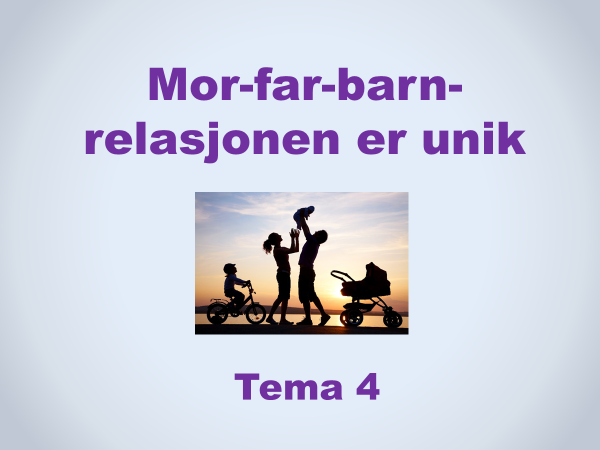 Mor-far-barn-
relasjonen er unik
Tema 4